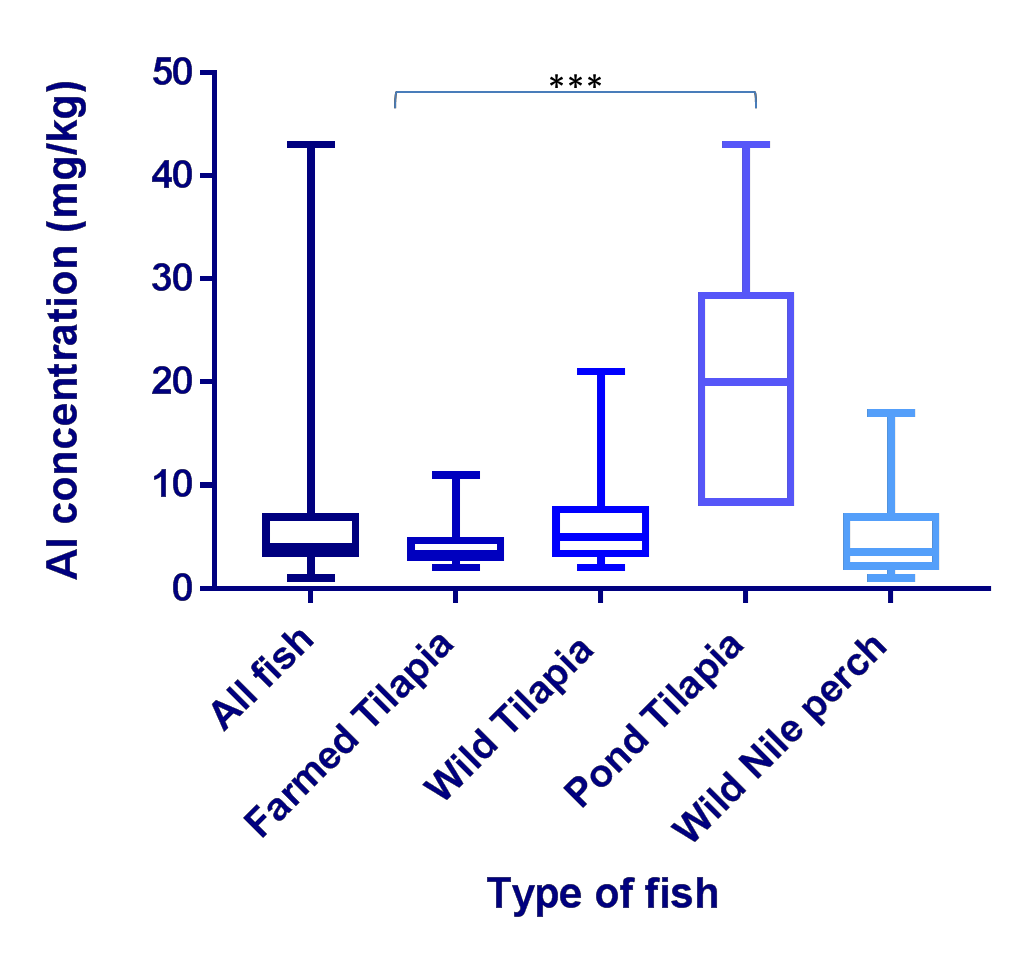 ***
50
40
30
20
10
0
Al concentration (mg/kg)
All fish
Farmed Tilapia
Wild Tilapia
Pond Tilapia
Wild Nile perch
Type of fish